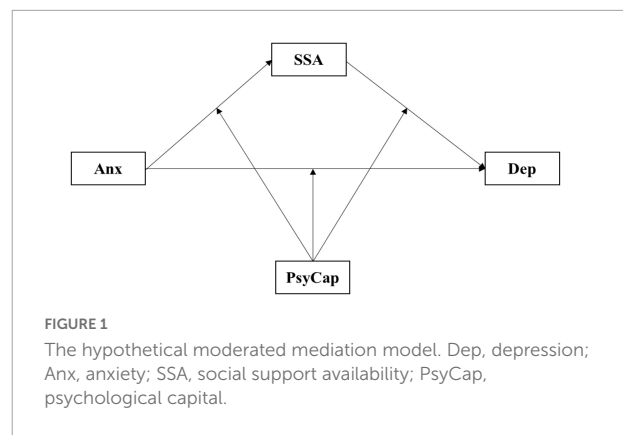 SSA
Anx
Dep
PsyCap
FIGURE 1
The hypothetical moderated mediation model. Dep, depression;
Anx, anxiety; SSA, social support availability; PsyCap,
psychological capital.